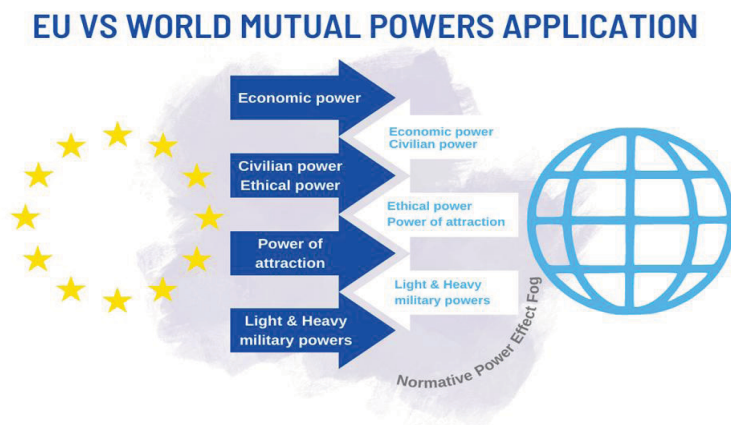 EU VS WORLD MUTUAL POWERS APPLICATION
Economic power
Economic power
Civilian power
Civilian power
Ethical power
Ethical power
Power of attraction
Power of
attraction
Light & Heavy
military powers
Light & Heavy
military powers
Normative Power Effect Fog